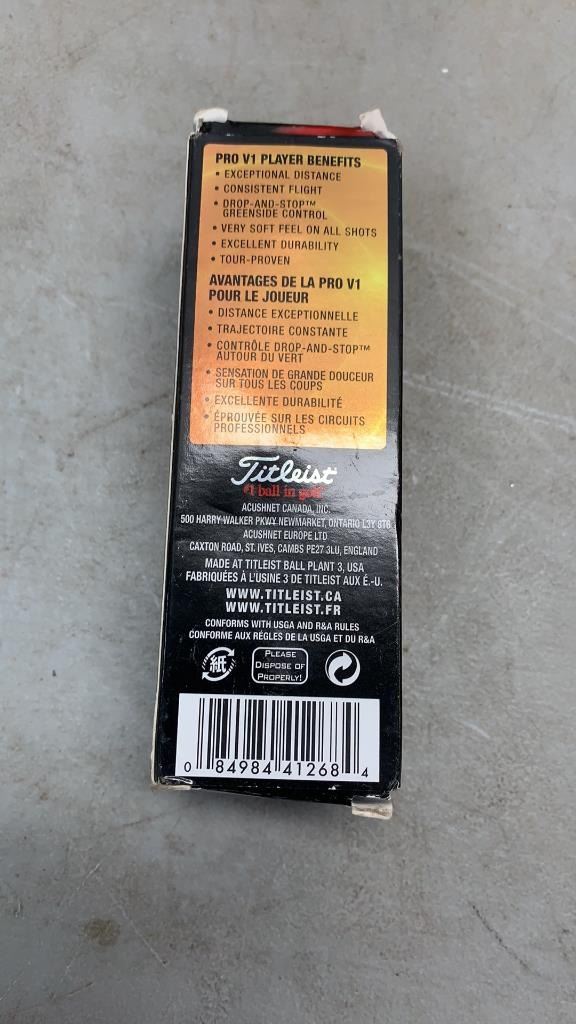 PRO V1 PLAYER BENEFITS
• EXCEPTIONAL DISTANCE
• CONSISTENT FLIGHT
• DROP-AND-STOP™
GREENSIDE CONTROL
• VERY SOFT FEEL ON ALL SHOTS
• EXCELLENT DURABILITY
• TOUR-PROVEN
AVANTAGES DE LA PRO V1
POUR LE JOUEUR
• DISTANCE EXCEPTIONNELLE
• TRAJECTOIRE CONSTANTE
• CONTRÔLE DROP-AND-STOP™
AUTOUR DU VERT
• SENSATION DE GRANDE DOUCEUR
SUR TOUS LES COUPS
• EXCELLENTE DURABILITÉ
• ÉPROUVÉE SUR LES CIRCUITS
PROFESSIONNELS
Titleist
#1 ball in golf
ACUSHNET CANADA, INC.
500 HARRY WALKER PKWY NEWMARKET, ONTARIO L3Y 8T6
ACUSHNET EUROPE LTD
CAXTON ROAD, ST. IVES, CAMBS PE27 3LU, ENGLAND
MADE AT TITLEIST BALL PLANT 3, USA
FABRIQUÉES À L'USINE 3 DE TITLEIST AUX É.-U.
WWW.TITLEIST.CA
WWW.TITLEIST.FR
CONFORMS WITH USGA AND R&A RULES
CONFORME AUX RÉGLES DE LA USGA ET DU R&A
紙
PLEASE
DISPOSE OF
PROPERLY!
0 84984 41268 4